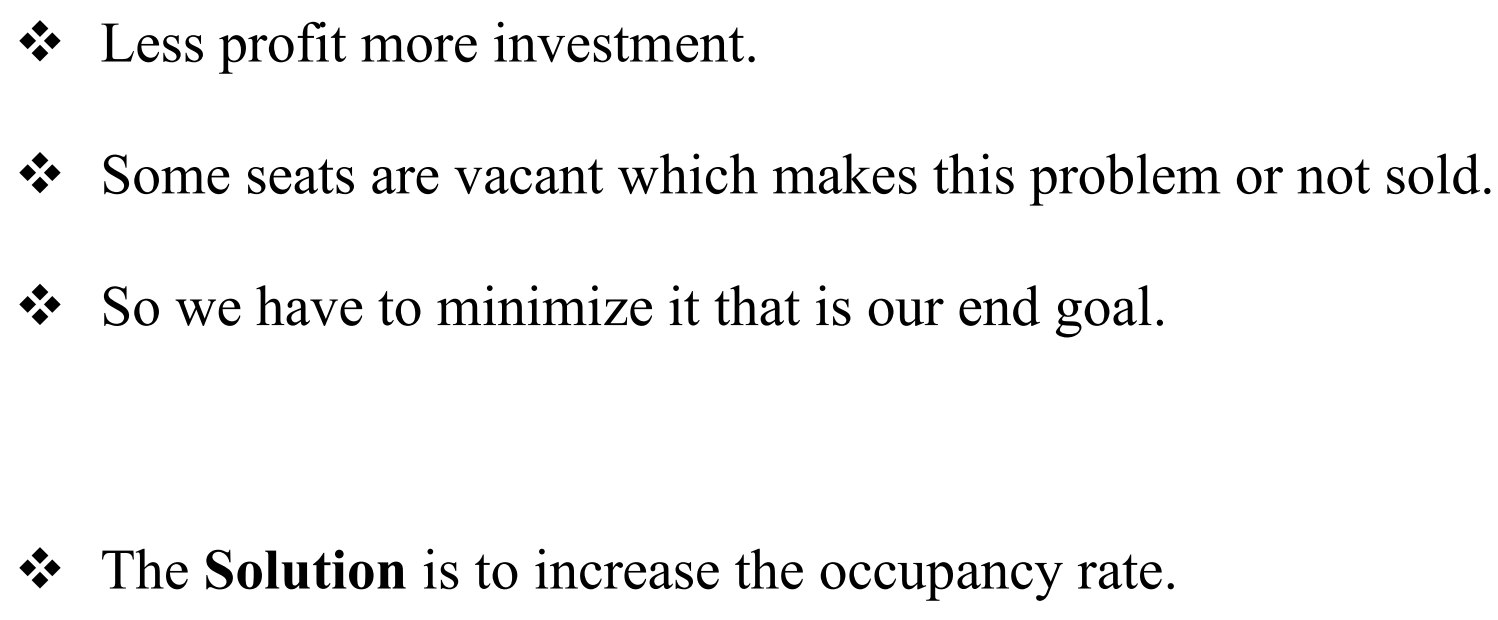 ❖ Less profit more investment.
❖ Some seats are vacant which makes this problem or not sold.
❖ So we have to minimize it that is our end goal.
❖ The Solution is to increase the occupancy rate.